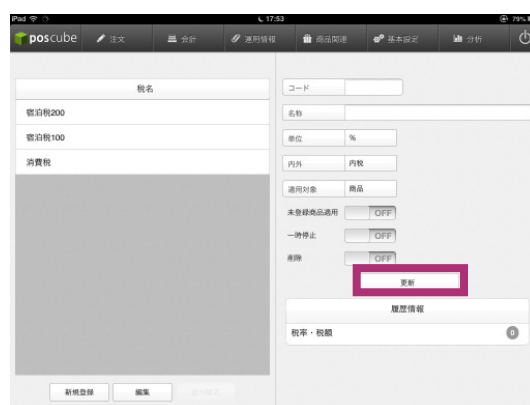 iPad 17:53 79%
poscube 注文 会計 運用情報 商品関連 基本設定 分析
税名
宿泊税200
宿泊税100
消費税
新規登録 編集
コード
名称
単位 %
内外 内税
適用対象 商品
未登録商品適用 OFF
一時停止 OFF
削除 OFF
更新
履歴情報
税率・税額 0